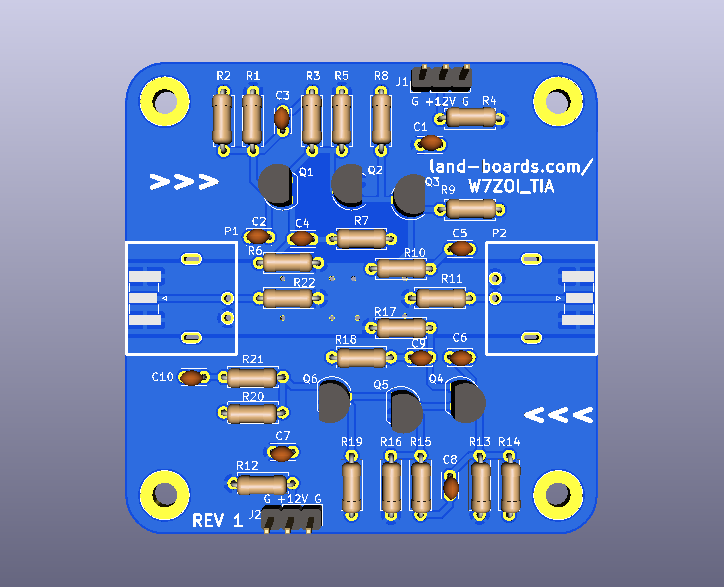 R2 R1 R3 R5 R8 J1
C3
G +12V G
R4
C1
land-boards.com/
W7ZOI_TIA
>>>
Q1 Q2 Q3
R9
P1 C2 C4 R7 C5 P2
R6 R10
R22 R11
R17
R18 C9 C6
C10 R21
Q6 Q5 Q4
R20
<<<
C7 R19 R16 R15 R13 R14
C8
R12
G +12V G
REV 1 J2